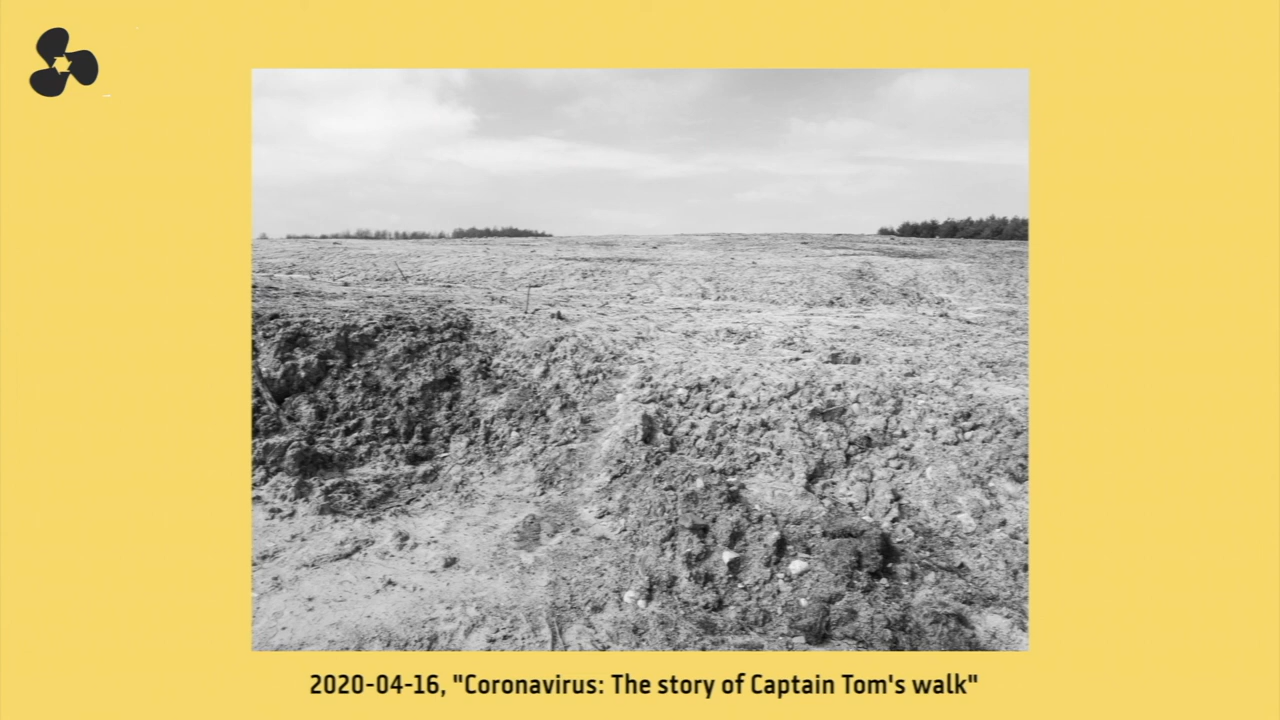 2020-04-16, "Coronavirus: The story of Captain Tom's walk"